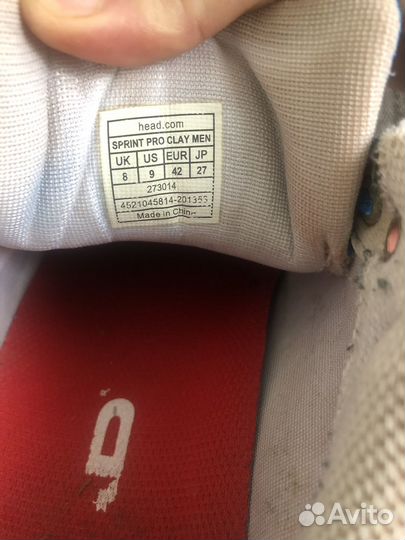 head.com
SPRINT PRO CLAY MEN
UK US EUR JP
8 9 42 27
273014
4521045814-201353
Made in China
Avito